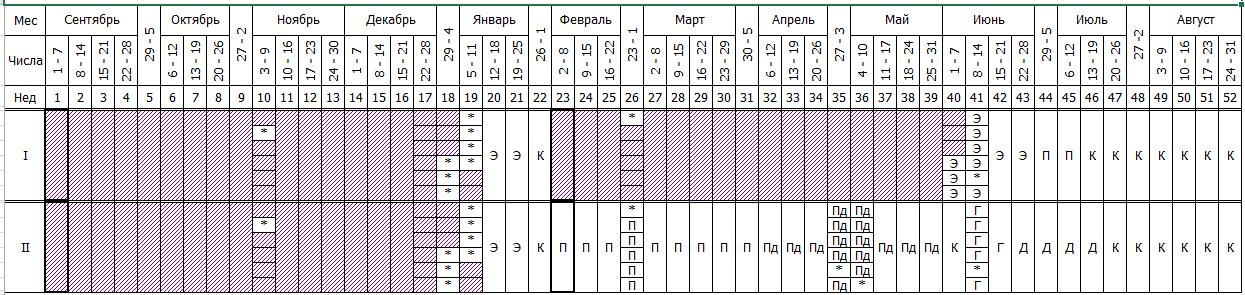 Мес Сентябрь 29 - 5 Октябрь 27 - 2 Ноябрь Декабрь 29 - 4 Январь 26 - 1 Февраль 23 - 1 Март 30 - 5 Апрель 27 - 3 Май Июнь 29 - 5 Июль 27 -2 Август
Числа 1 - 7 8 - 14 15 - 21 22 - 28 6 - 12 13 - 19 20 - 26 3 - 9 10 - 16 17 - 23 24 - 30 1 - 7 8 - 14 15 - 21 22 - 28 5 - 11 12 - 18 19 - 25 2 - 8 9 - 15 16 - 22 2 - 8 9 - 15 16 - 22 23 - 29 6 - 12 13 - 19 20 - 26 4 - 10 11 - 17 18 - 24 25 - 31 1 - 7 8 - 14 15 - 21 22 - 28 6 - 12 13 - 19 20 - 26 3 - 9 10 - 16 17 - 23 24 - 31
Нед 1 2 3 4 5 6 7 8 9 10 11 12 13 14 15 16 17 18 19 20 21 22 23 24 25 26 27 28 29 30 31 32 33 34 35 36 37 38 39 40 41 42 43 44 45 46 47 48 49 50 51 52
* * Э
* * Э
* Э
I Э Э К Э Э П П К К К К К К К
* * Э Э
* Э *
* Э Э
* * Пд Пд Г
* * П Пд Пд Г
* П Пд Пд Г
II Э Э К П П П П П П П П Пд Пд Пд Пд Пд Пд К Г Д Д Д Д К К К К К К
* * П Пд Пд Г
* П * Пд *
* П Пд * Г